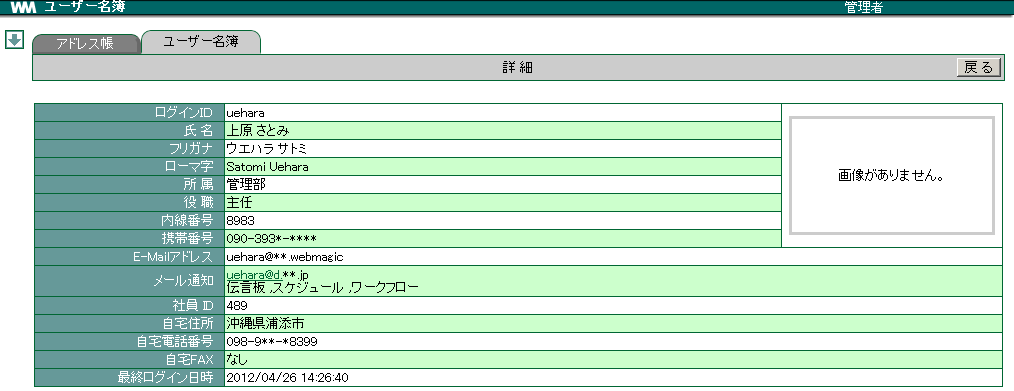 WM ユーザー名簿 管理者
アドレス帳 ユーザー名簿
詳 細 戻 る
ログインID uehara
氏 名 上原 さとみ
フリガナ ウエハラ サトミ
ローマ字 Satomi Uehara
所 属 管理部
役 職 主任
内線番号 8983
携帯番号 090-393*-****
画像がありません。
E-Mailアドレス uehara@**.webmagic
メール通知 uehara@d.**.jp
伝言板 ,スケジュール ,ワークフロー
社員 ID 489
自宅住所 沖縄県浦添市
自宅電話番号 098-9**-*8399
自宅FAX なし
最終ログイン日時 2012/04/26 14:26:40